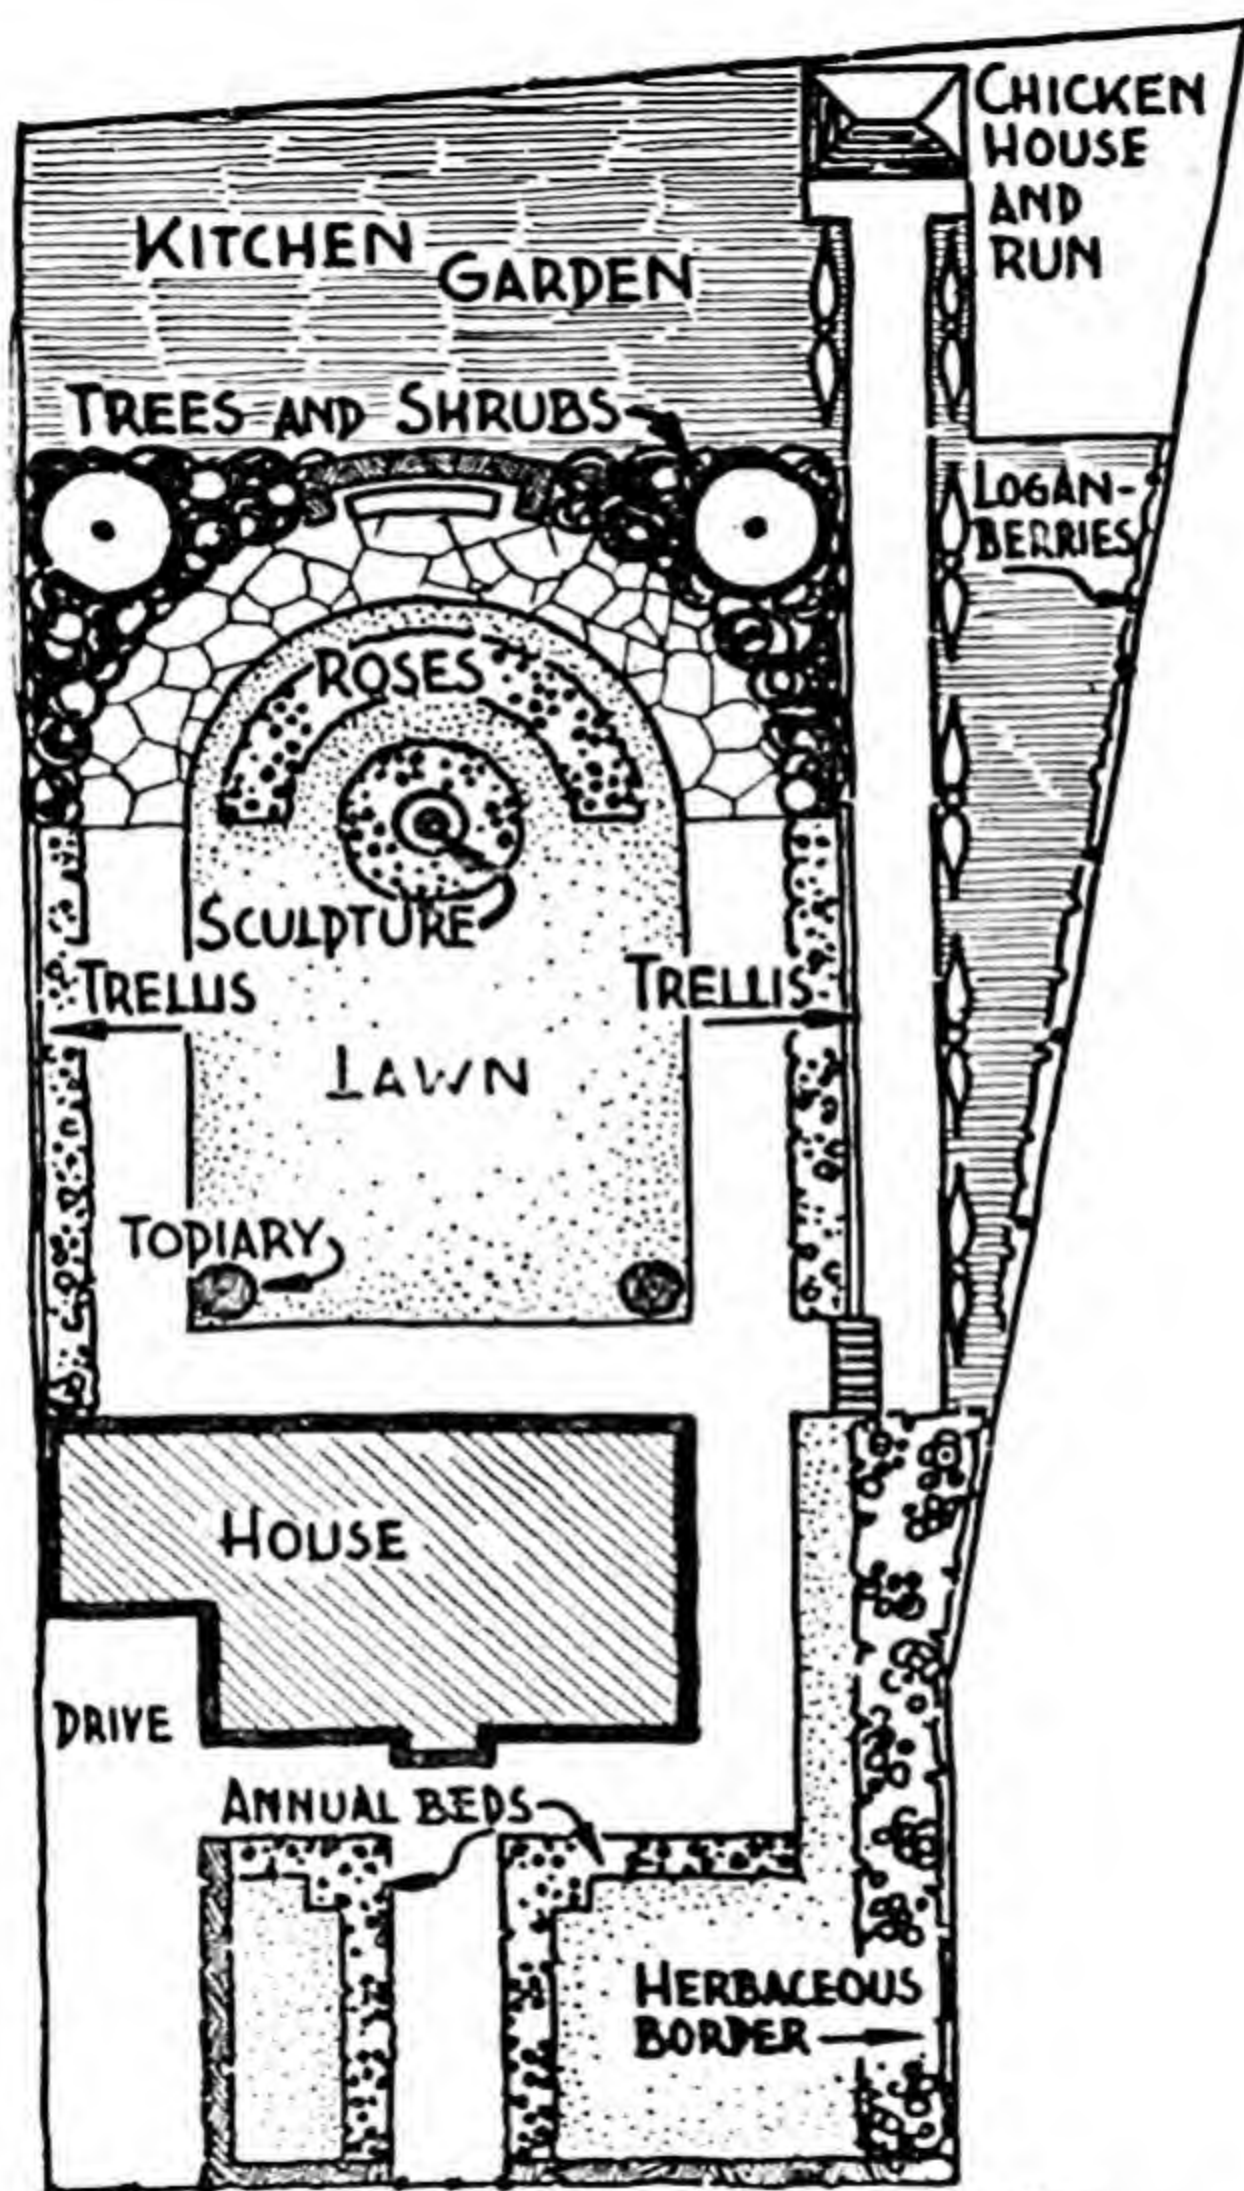 CHICKEN
HOUSE
AND
RUN
KITCHEN
GARDEN
TREES AND SHRUBS
LOGAN-
BERRIES
ROSES
SCULPTURE
TRELLIS
TRELLIS
LAWN
TOPIARY
HOUSE
DRIVE
ANNUAL BEDS
HERBACEOUS
BORDER